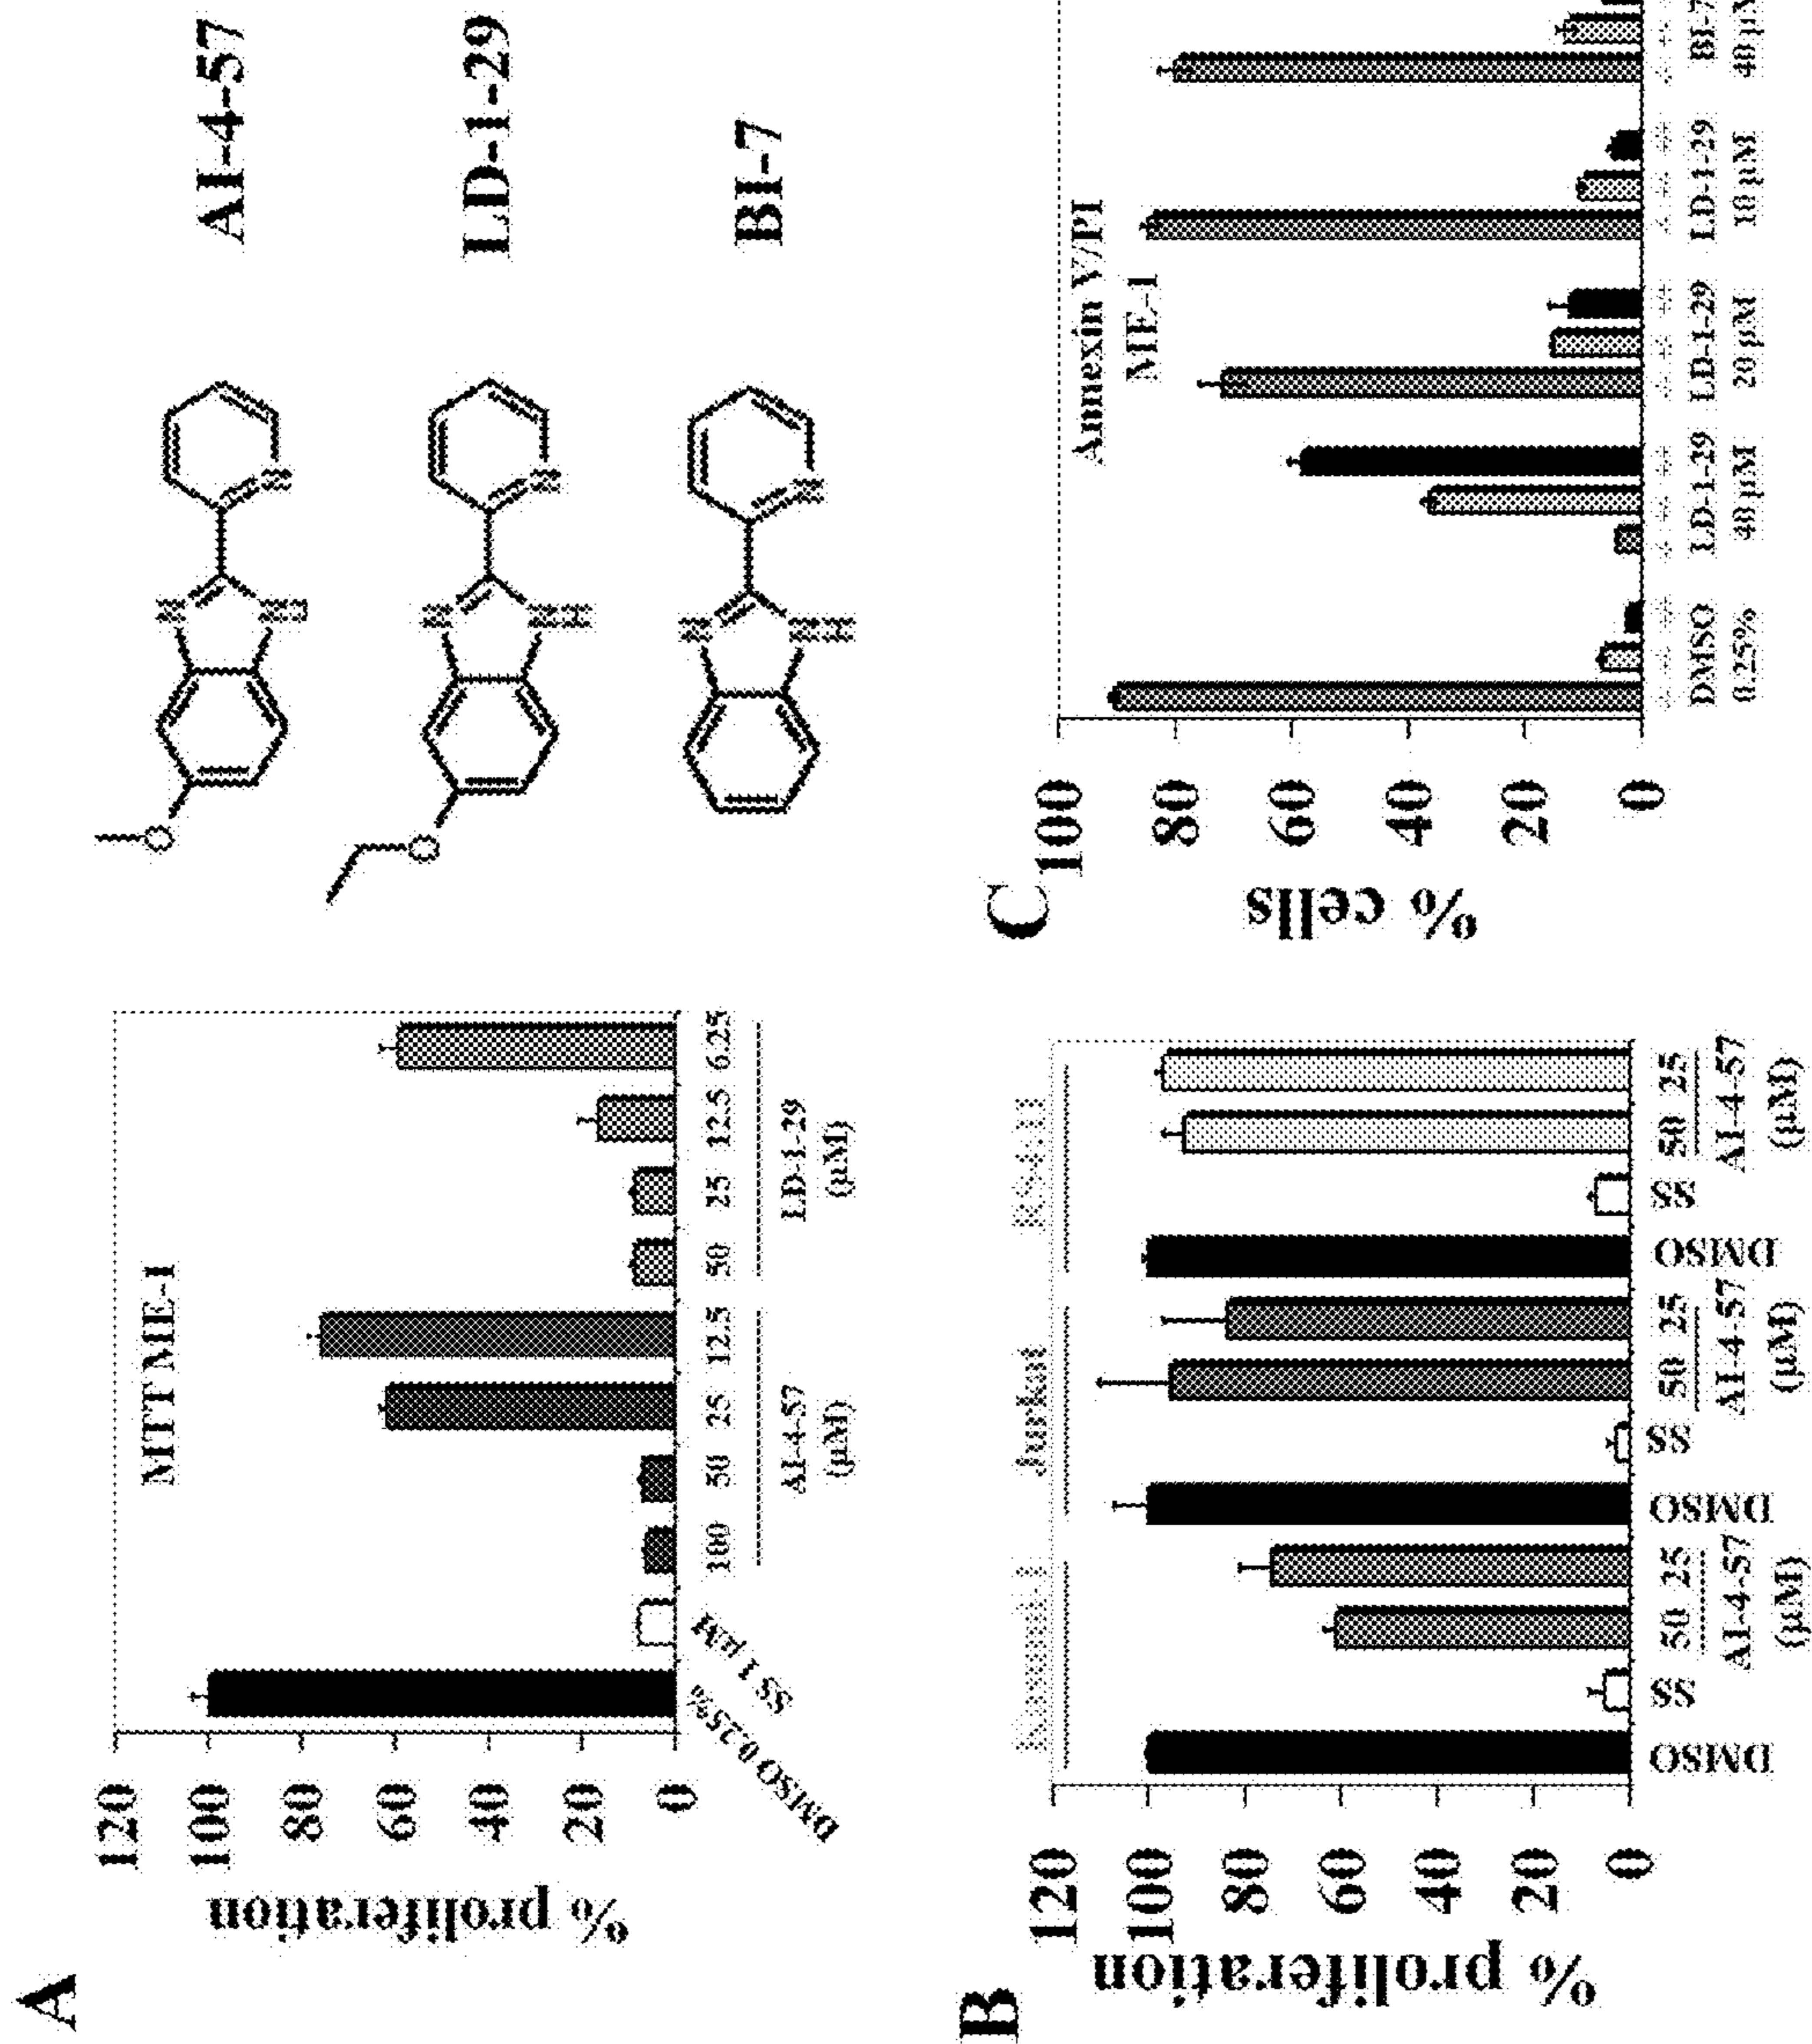 A
% proliferation
120
100
80
60
40
20
0
MTT ME-1
DMSO 0.25%
SS 1 µM
100 50 25 12.5 50 25 12.5 6.25
AI-4-57 LD-1-29
(µM) (µM)
O
N
N
AI-4-57
O
N
NH
N
LD-1-29
N
NH
N
BI-7
B
% proliferation
120
100
80
60
40
20
0
Jurkat
DMSO SS 50 25 DMSO SS 50 25 DMSO SS 50 25
AI-4-57 AI-4-57 AI-4-57
(µM) (µM) (µM)
C
% cells
100
80
60
40
20
0
Annexin V/PI
ME-1
DMSO LD-1-29 LD-1-29 LD-1-29 BI-7
0.25% 40 µM 20 µM 10 µM 40 µM